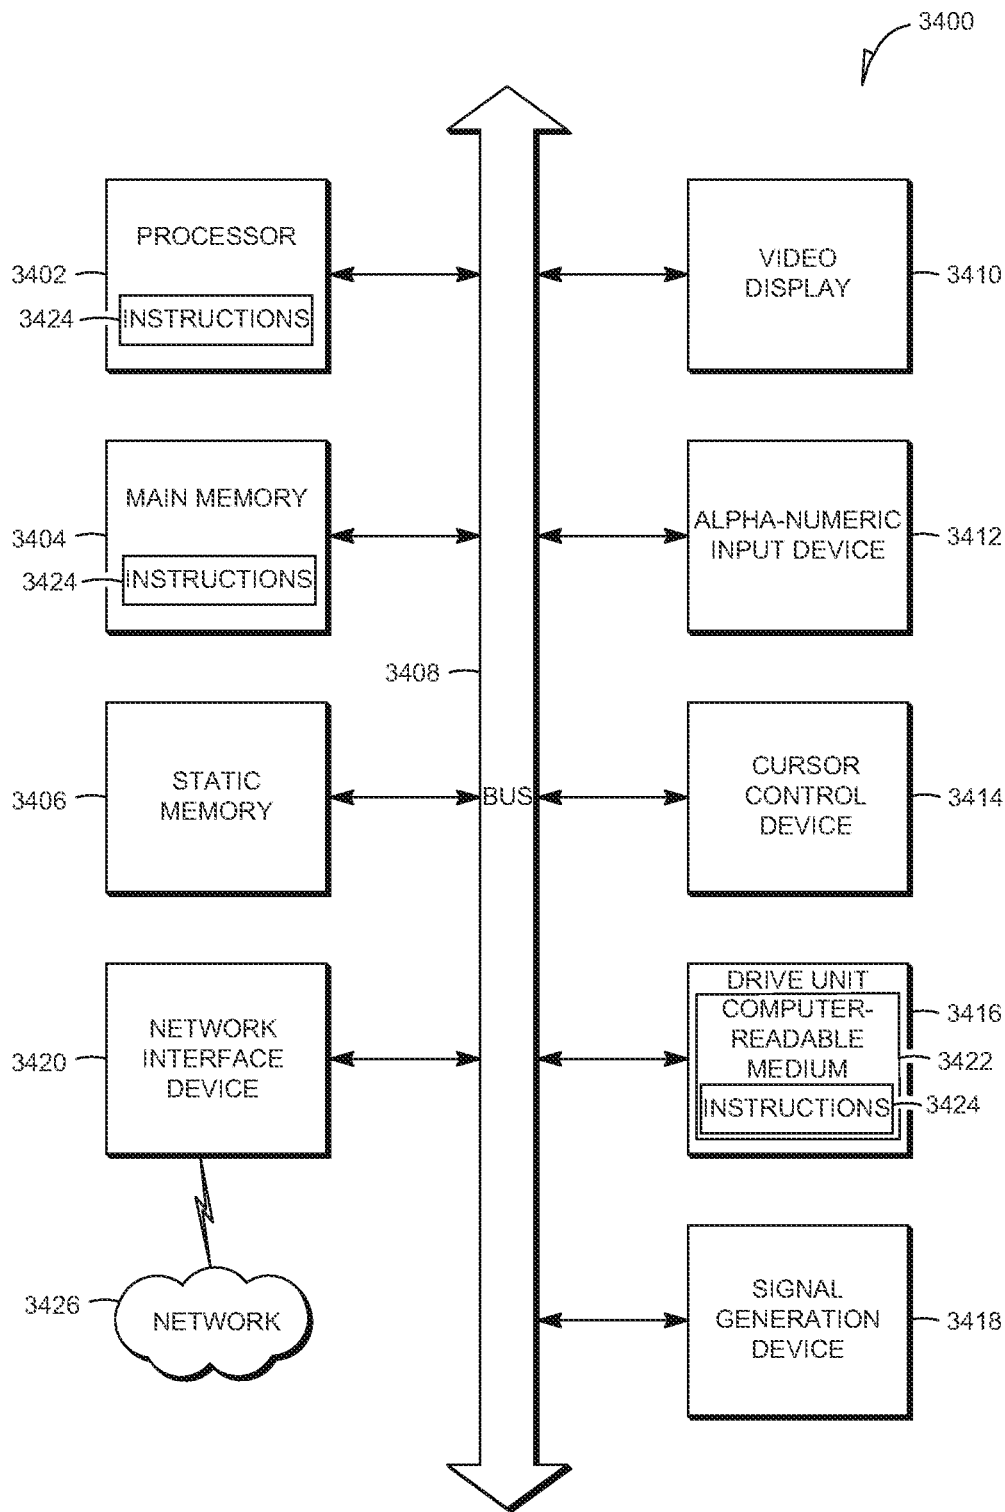 3400
PROCESSOR
3402
3424
INSTRUCTIONS
VIDEO
DISPLAY
3410
MAIN MEMORY
3404
3424
INSTRUCTIONS
ALPHA-NUMERIC
INPUT DEVICE
3412
3408
STATIC
MEMORY
3406
BUS
CURSOR
CONTROL
DEVICE
3414
NETWORK
INTERFACE
DEVICE
3420
DRIVE UNIT
COMPUTER-
READABLE
MEDIUM
INSTRUCTIONS
3416
3422
3424
3426
NETWORK
SIGNAL
GENERATION
DEVICE
3418